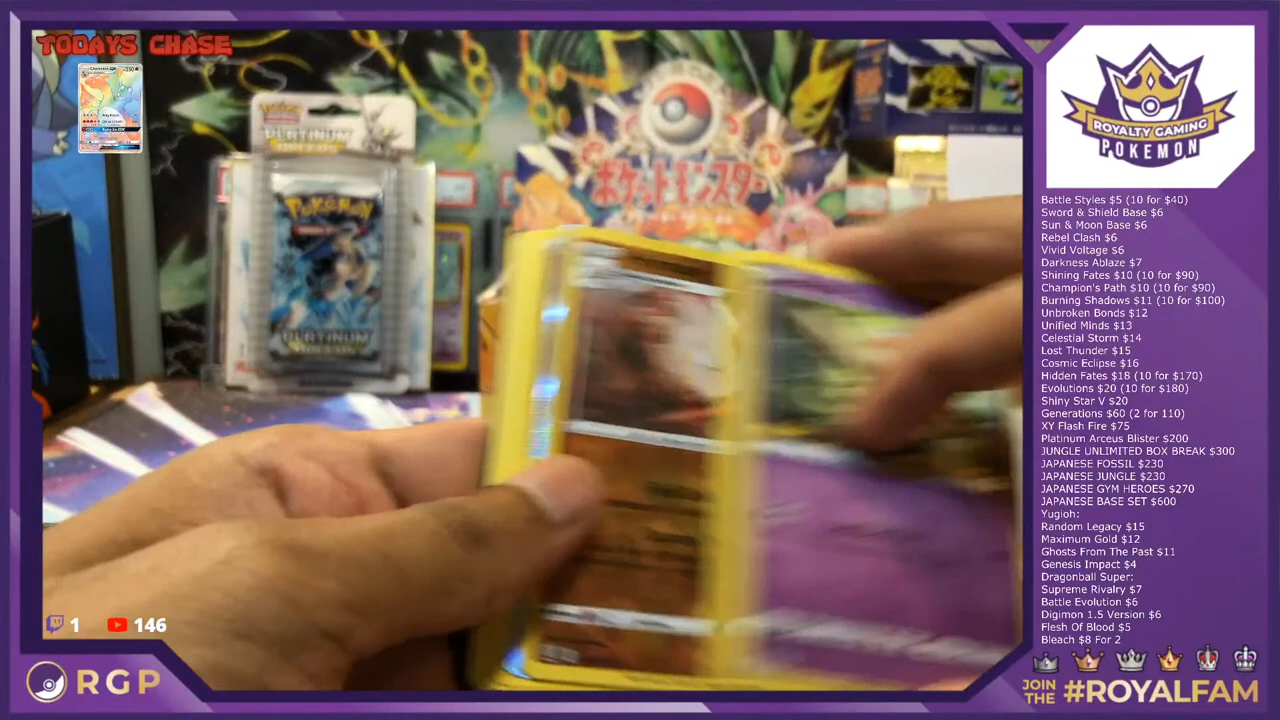 TODAYS CHASE
POKéMON
PLATINUM
Pokémon
PLATINUM
ポケットモンスター
ROYALTY GAMING
POKEMON
Battle Styles $5 (10 for $40)
Sword & Shield Base $6
Sun & Moon Base $6
Rebel Clash $6
Vivid Voltage $6
Darkness Ablaze $7
Shining Fates $10 (10 for $90)
Champion's Path $10 (10 for $90)
Burning Shadows $11 (10 for $100)
Unbroken Bonds $12
Unified Minds $13
Celestial Storm $14
Lost Thunder $15
Cosmic Eclipse $16
Hidden Fates $18 (10 for $170)
Evolutions $20 (10 for $180)
Shiny Star V $20
Generations $60 (2 for 110)
XY Flash Fire $75
Platinum Arceus Blister $200
JUNGLE UNLIMITED BOX BREAK $300
JAPANESE FOSSIL $230
JAPANESE JUNGLE $230
JAPANESE GYM HEROES $270
JAPANESE BASE SET $600
Yugioh:
Random Legacy $15
Maximum Gold $12
Ghosts From The Past $11
Genesis Impact $4
Dragonball Super:
Supreme Rivalry $7
Battle Evolution $6
Digimon 1.5 Version $6
Flesh Of Blood $5
Bleach $8 For 2
1
146
RGP
JOIN THE #ROYALFAM